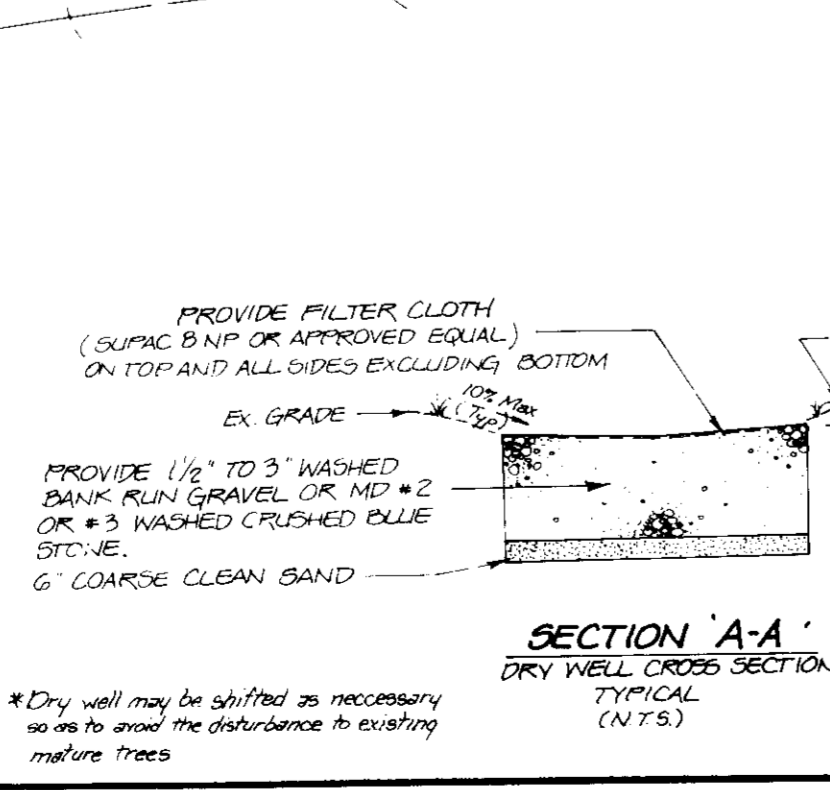 PROVIDE FILTER CLOTH
(SUPAC 8 NP OR APPROVED EQUAL)
ON TOP AND ALL SIDES EXCLUDING BOTTOM
10% Max
(Typ)
EX. GRADE
PROVIDE 1 1/2" TO 3" WASHED
BANK RUN GRAVEL OR MD #2
OR #3 WASHED CRUSHED BLUE
STONE.
6" COARSE CLEAN SAND
SECTION 'A-A'
DRY WELL CROSS SECTION
TYPICAL
(N.T.S.)
*Dry well may be shifted as neccessary
so as to avoid the disturbance to existing
mature trees